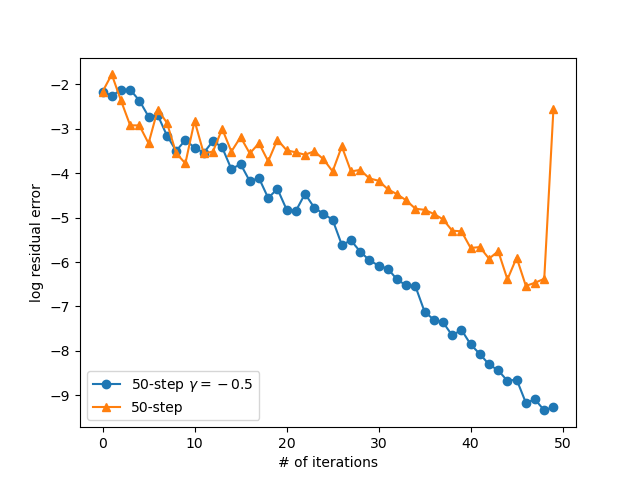 −2
−3
−4
−5
−6
−7
−8
−9
log residual error
50-step γ = −0.5
50-step
0 10 20 30 40 50
# of iterations